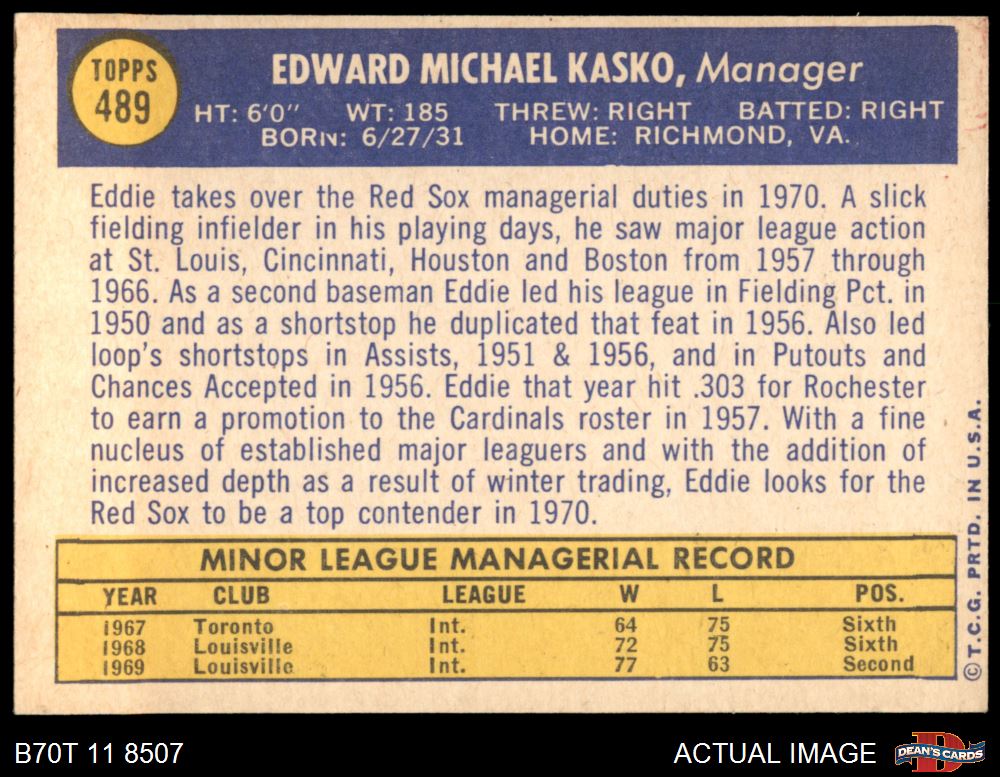 TOPPS
489
EDWARD MICHAEL KASKO, Manager
HT: 6'0" WT: 185 THREW: RIGHT BATTED: RIGHT
BORN: 6/27/31 HOME: RICHMOND, VA.
Eddie takes over the Red Sox managerial duties in 1970. A slick
fielding infielder in his playing days, he saw major league action
at St. Louis, Cincinnati, Houston and Boston from 1957 through
1966. As a second baseman Eddie led his league in Fielding Pct. in
1950 and as a shortstop he duplicated that feat in 1956. Also led
loop's shortstops in Assists, 1951 & 1956, and in Putouts and
Chances Accepted in 1956. Eddie that year hit .303 for Rochester
to earn a promotion to the Cardinals roster in 1957. With a fine
nucleus of established major leaguers and with the addition of
increased depth as a result of winter trading, Eddie looks for the
Red Sox to be a top contender in 1970.
MINOR LEAGUE MANAGERIAL RECORD
YEAR CLUB LEAGUE W L POS.
1967 Toronto Int. 64 75 Sixth
1968 Louisville Int. 72 75 Sixth
1969 Louisville Int. 77 63 Second
© T.C.G. PRTD. IN U.S.A.
B70T 11 8507
ACTUAL IMAGE
DEAN'S CARDS